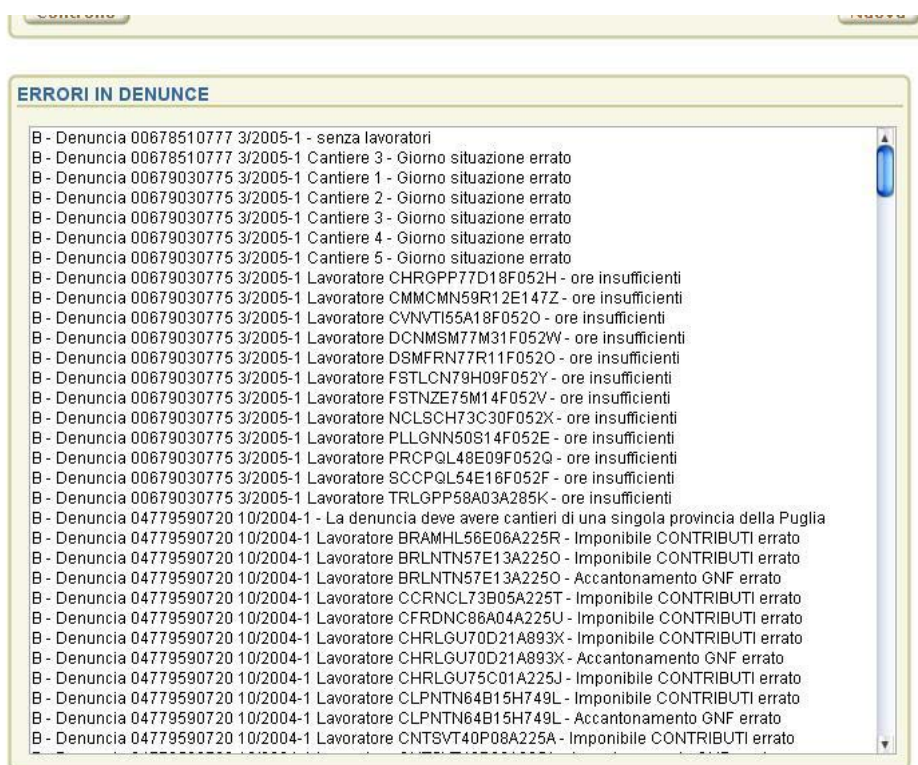 Controllo
Nuova
ERRORI IN DENUNCE
B - Denuncia 00678510777 3/2005-1 - senza lavoratori
B - Denuncia 00678510777 3/2005-1 Cantiere 3 - Giorno situazione errato
B - Denuncia 00679030775 3/2005-1 Cantiere 1 - Giorno situazione errato
B - Denuncia 00679030775 3/2005-1 Cantiere 2 - Giorno situazione errato
B - Denuncia 00679030775 3/2005-1 Cantiere 3 - Giorno situazione errato
B - Denuncia 00679030775 3/2005-1 Cantiere 4 - Giorno situazione errato
B - Denuncia 00679030775 3/2005-1 Cantiere 5 - Giorno situazione errato
B - Denuncia 00679030775 3/2005-1 Lavoratore CHRGPP77D18F052H - ore insufficienti
B - Denuncia 00679030775 3/2005-1 Lavoratore CMMCMN59R12E147Z - ore insufficienti
B - Denuncia 00679030775 3/2005-1 Lavoratore CVNVTI55A18F052O - ore insufficienti
B - Denuncia 00679030775 3/2005-1 Lavoratore DCNMSM77M31F052W - ore insufficienti
B - Denuncia 00679030775 3/2005-1 Lavoratore DSMFRN77R11F052O - ore insufficienti
B - Denuncia 00679030775 3/2005-1 Lavoratore FSTLCN79H09F052Y - ore insufficienti
B - Denuncia 00679030775 3/2005-1 Lavoratore FSTNZE75M14F052V - ore insufficienti
B - Denuncia 00679030775 3/2005-1 Lavoratore NCLSCH73C30F052X - ore insufficienti
B - Denuncia 00679030775 3/2005-1 Lavoratore PLLGNN50S14F052E - ore insufficienti
B - Denuncia 00679030775 3/2005-1 Lavoratore PRCPQL48E09F052Q - ore insufficienti
B - Denuncia 00679030775 3/2005-1 Lavoratore SCCPQL54E16F052F - ore insufficienti
B - Denuncia 00679030775 3/2005-1 Lavoratore TRLGPP58A03A285K - ore insufficienti
B - Denuncia 04779590720 10/2004-1 - La denuncia deve avere cantieri di una singola provincia della Puglia
B - Denuncia 04779590720 10/2004-1 Lavoratore BRAMHL56E06A225R - Imponibile CONTRIBUTI errato
B - Denuncia 04779590720 10/2004-1 Lavoratore BRLNTN57E13A225O - Imponibile CONTRIBUTI errato
B - Denuncia 04779590720 10/2004-1 Lavoratore BRLNTN57E13A225O - Accantonamento GNF errato
B - Denuncia 04779590720 10/2004-1 Lavoratore CCRNCL73B05A225T - Imponibile CONTRIBUTI errato
B - Denuncia 04779590720 10/2004-1 Lavoratore CFRDNC86A04A225U - Imponibile CONTRIBUTI errato
B - Denuncia 04779590720 10/2004-1 Lavoratore CHRLGU70D21A893X - Imponibile CONTRIBUTI errato
B - Denuncia 04779590720 10/2004-1 Lavoratore CHRLGU70D21A893X - Accantonamento GNF errato
B - Denuncia 04779590720 10/2004-1 Lavoratore CHRLGU75C01A225J - Imponibile CONTRIBUTI errato
B - Denuncia 04779590720 10/2004-1 Lavoratore CLPNTN64B15H749L - Imponibile CONTRIBUTI errato
B - Denuncia 04779590720 10/2004-1 Lavoratore CLPNTN64B15H749L - Accantonamento GNF errato
B - Denuncia 04779590720 10/2004-1 Lavoratore CNTSVT40P08A225A - Imponibile CONTRIBUTI errato